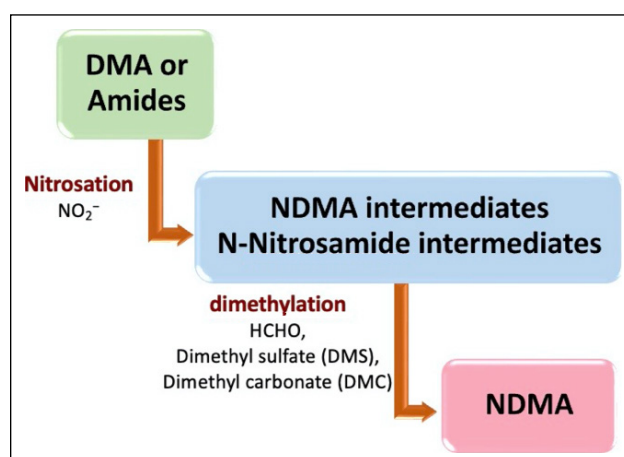 DMA or
Amides
Nitrosation
NO₂⁻
NDMA intermediates
N-Nitrosamide intermediates
dimethylation
HCHO,
Dimethyl sulfate (DMS),
Dimethyl carbonate (DMC)
NDMA